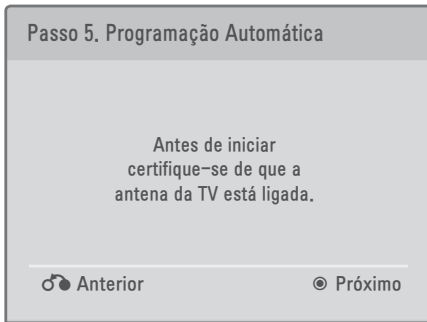 Passo 5. Programação Automática
Antes de iniciar
certifique-se de que a
antena da TV está ligada.
Anterior
Próximo